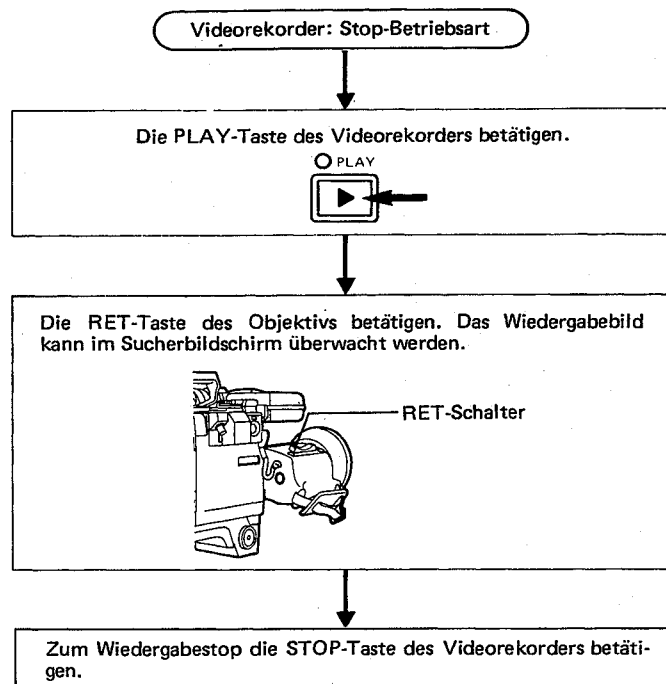 Videorekorder: Stop-Betriebsart
Die PLAY-Taste des Videorekorders betätigen.
PLAY
Die RET-Taste des Objektivs betätigen. Das Wiedergabebild
kann im Sucherbildschirm überwacht werden.
RET-Schalter
Zum Wiedergabestop die STOP-Taste des Videorekorders betäti-
gen.